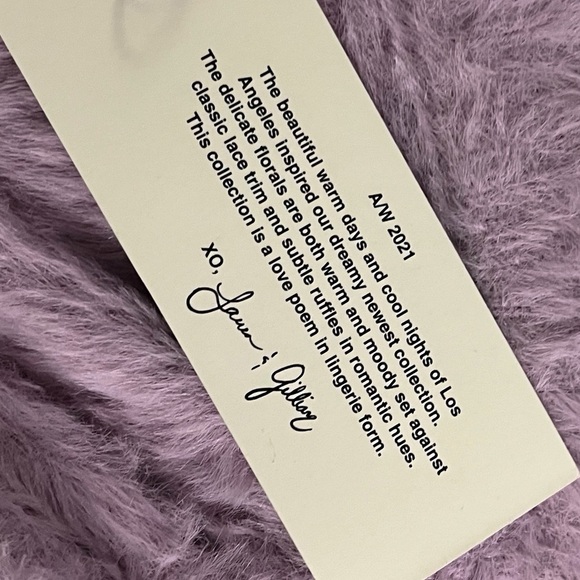 A/W 2021
The beautiful warm days and cool nights of Los
Angeles inspired our dreamy newest collection.
The delicate florals are both warm and moody set against
classic lace trim and subtle ruffles in romantic hues.
This collection is a love poem in lingerie form.
xo,
Laura & Gillian